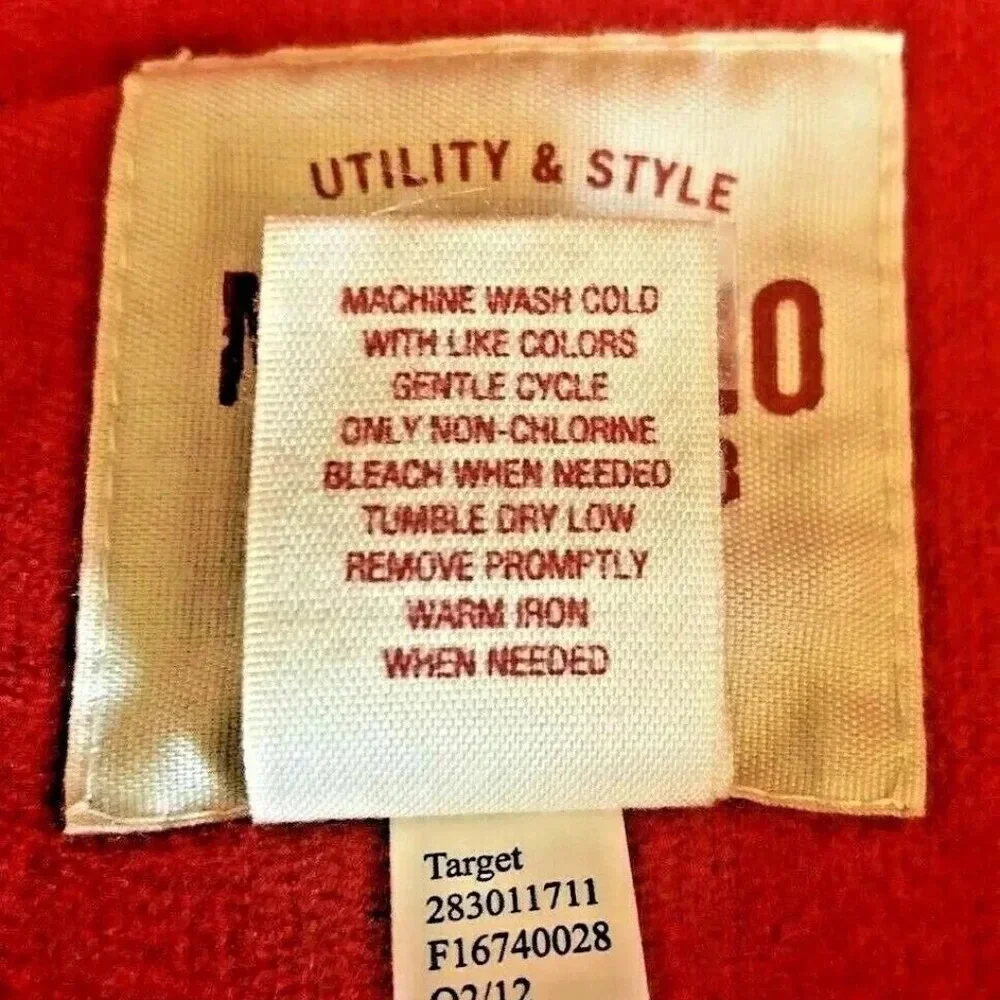 UTILITY & STYLE
MACHINE WASH COLD
WITH LIKE COLORS
GENTLE CYCLE
ONLY NON-CHLORINE
BLEACH WHEN NEEDED
TUMBLE DRY LOW
REMOVE PROMPTLY
WARM IRON
WHEN NEEDED
Target
283011711
F16740028